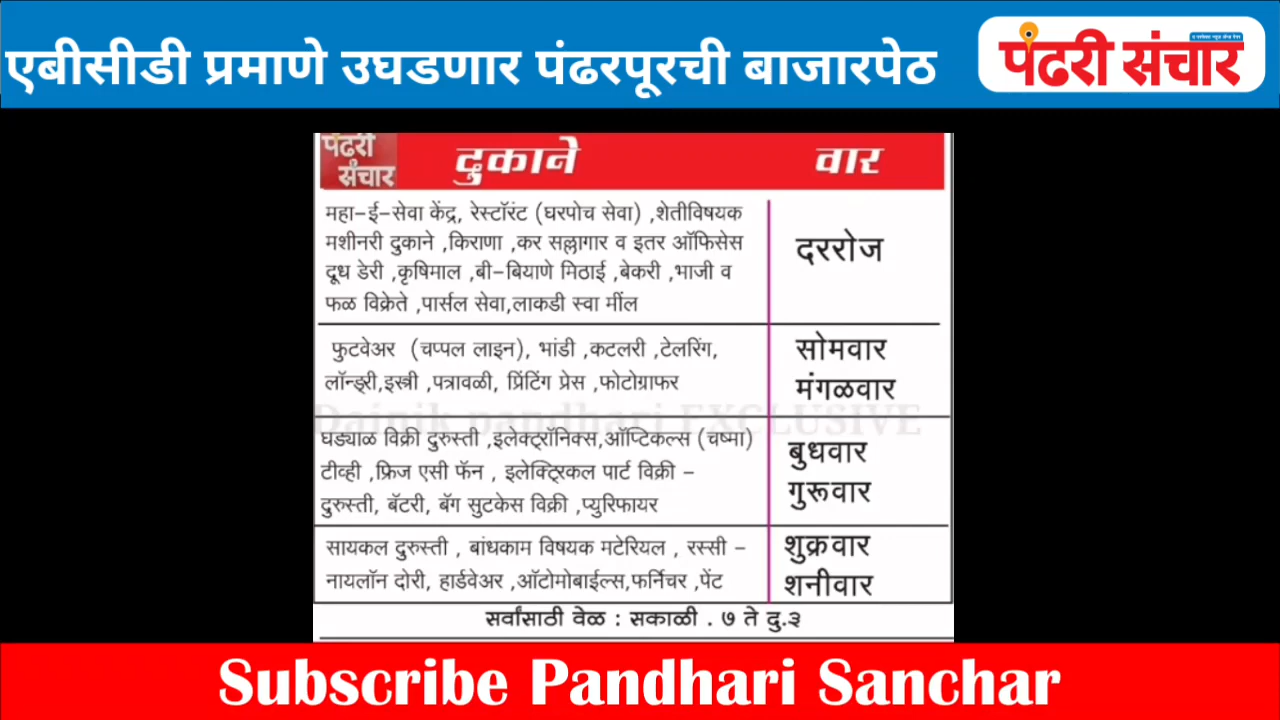 एबीसीडी प्रमाणे उघडणार पंढरपूरची बाजारपेठ
पंढरी संचार
पंढरी
संचार
दुकाने वार
महा-ई-सेवा केंद्र, रेस्टॉरंट (घरपोच सेवा) ,शेतीविषयक
मशीनरी दुकाने ,किराणा ,कर सल्लागार व इतर ऑफिसेस
दूध डेरी ,कृषिमाल ,बी-बियाणे मिठाई ,बेकरी ,भाजी व
फळ विक्रेते ,पार्सल सेवा,लाकडी स्वा मींल
दररोज
फुटवेअर (चप्पल लाइन), भांडी ,कटलरी ,टेलरिंग,
लॉन्ड्री,इस्त्री ,पत्रावळी, प्रिंटिंग प्रेस ,फोटोग्राफर
सोमवार
मंगळवार
Dainik pandhari EXCLUSIVE
घड्याळ विक्री दुरुस्ती ,इलेक्ट्रॉनिक्स,ऑप्टिकल्स (चष्मा)
टीव्ही ,फ्रिज एसी फॅन , इलेक्ट्रिकल पार्ट विक्री -
दुरुस्ती, बॅटरी, बॅग सुटकेस विक्री ,प्युरिफायर
बुधवार
गुरूवार
सायकल दुरुस्ती , बांधकाम विषयक मटेरियल , रस्सी -
नायलॉन दोरी, हार्डवेअर ,ऑटोमोबाईल्स,फर्निचर ,पेंट
शुक्रवार
शनीवार
सर्वांसाठी वेळ : सकाळी . ७ ते दु.३
Subscribe Pandhari Sanchar